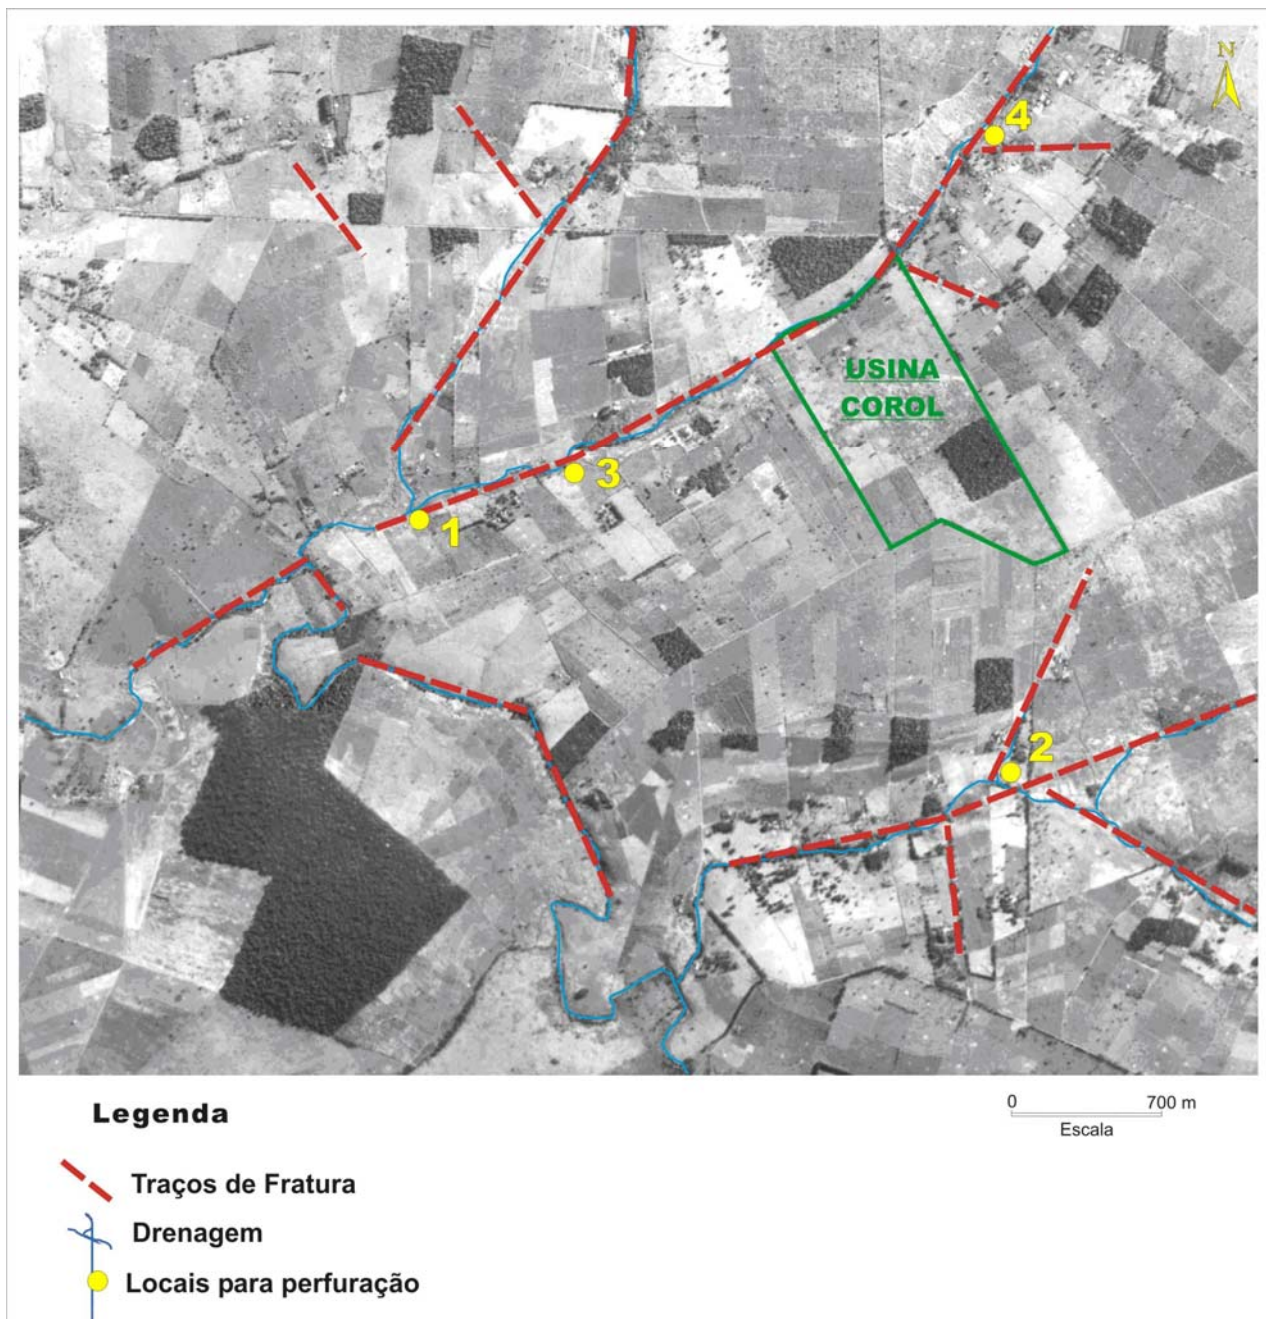 N
4
USINA
COROL
3
1
2
Legenda
0 700 m
Escala
Traços de Fratura
Drenagem
Locais para perfuração